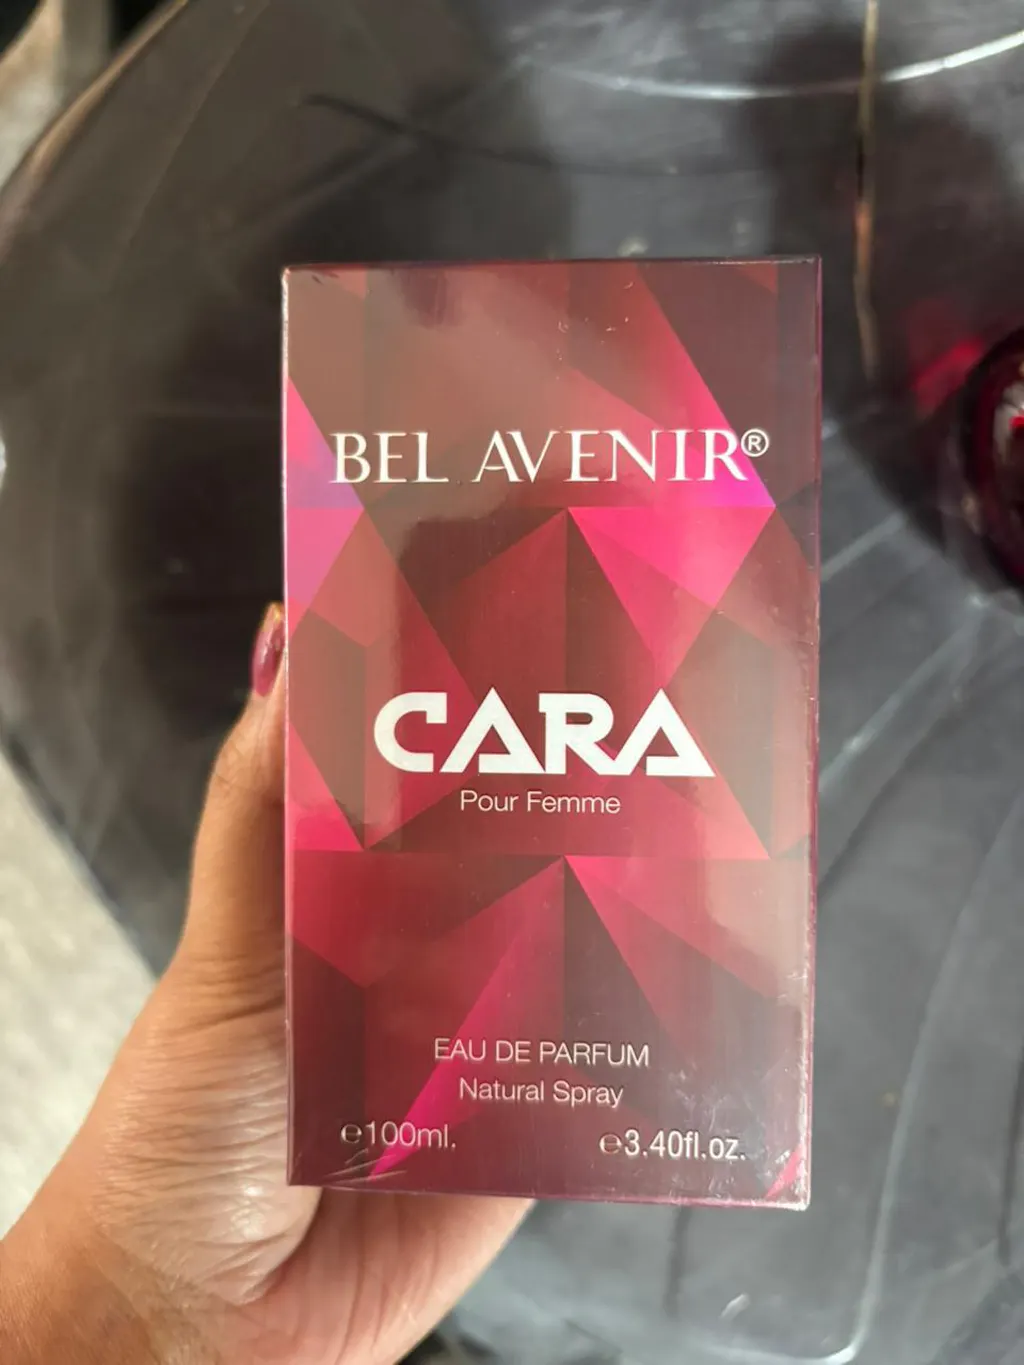 BEL AVENIR®
CARA
Pour Femme
EAU DE PARFUM
Natural Spray
℮100ml.
℮3.40fl.oz.